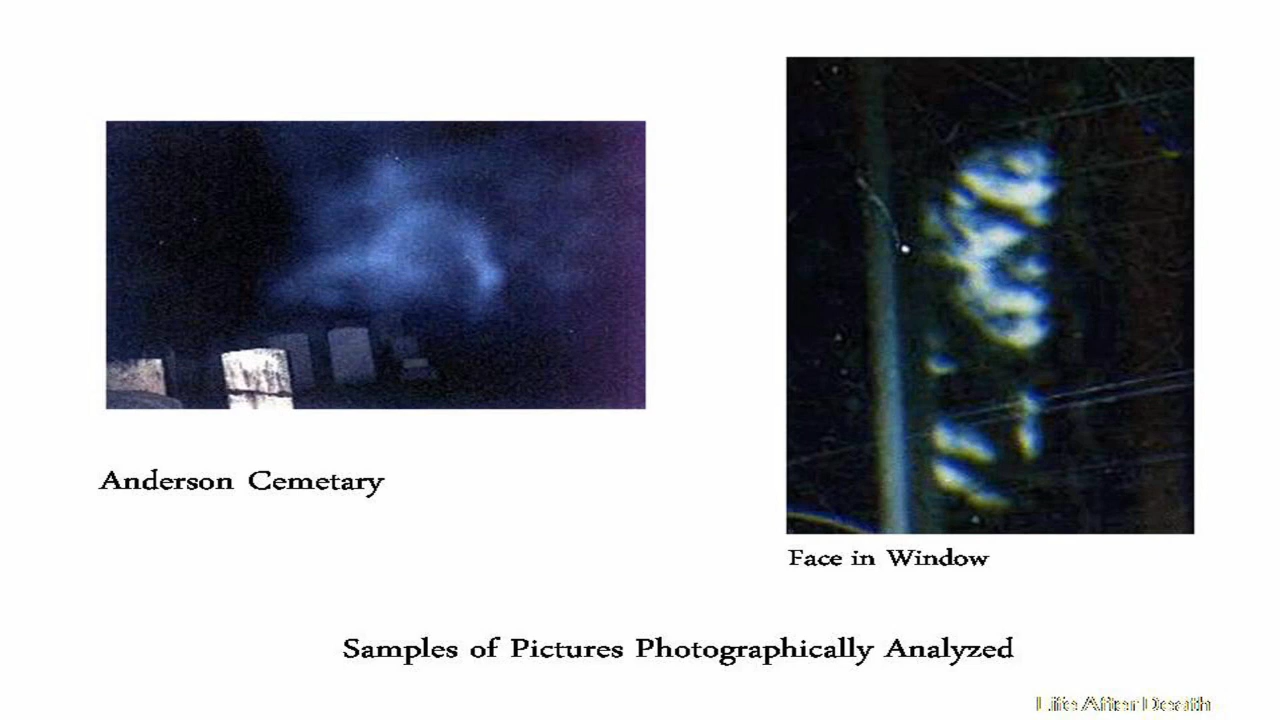 Anderson Cemetary
Face in Window
Samples of Pictures Photographically Analyzed
Life After Death